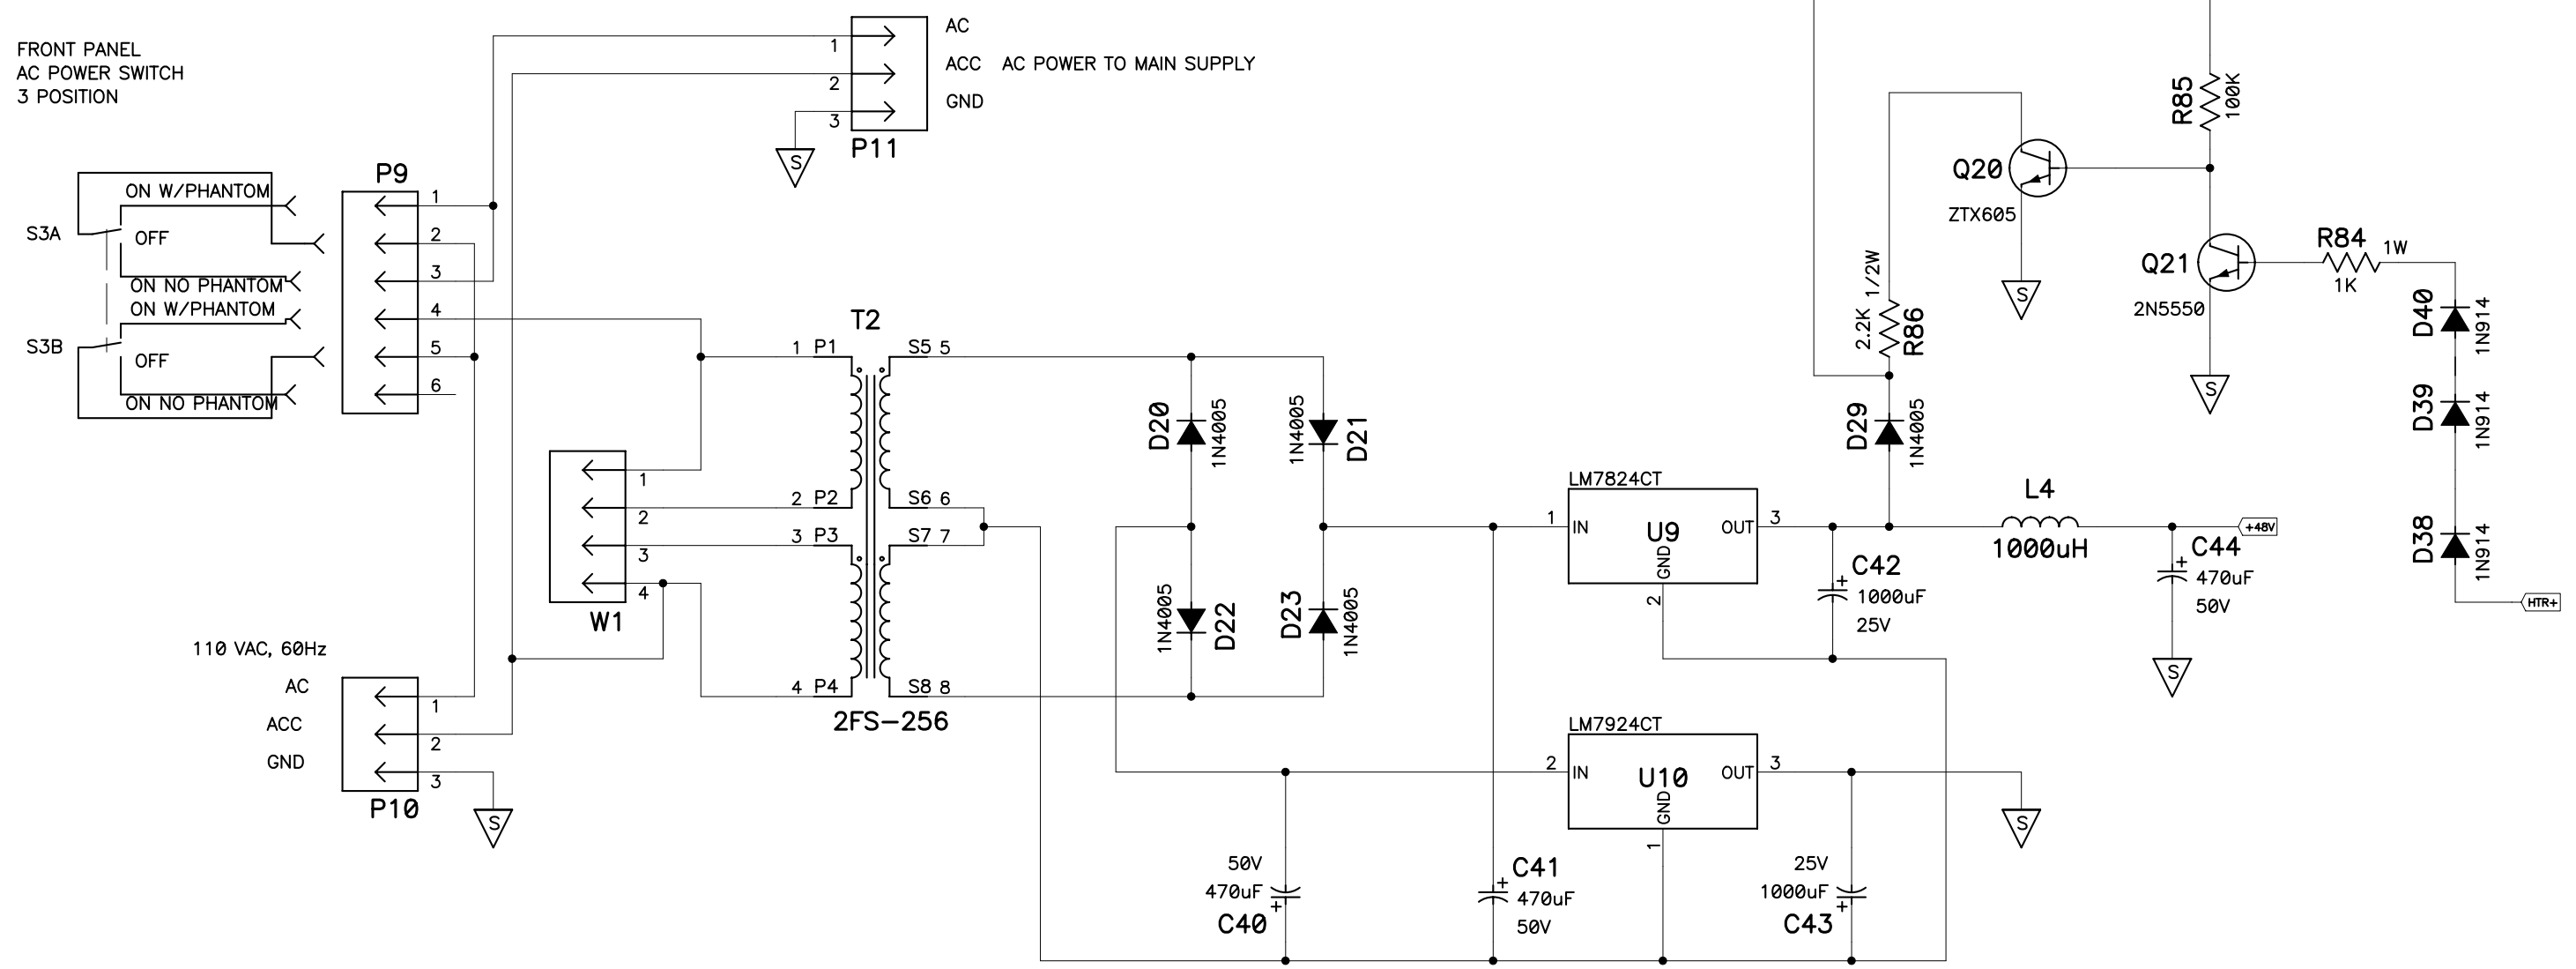 FRONT PANEL
AC POWER SWITCH
3 POSITION
AC
ACC AC POWER TO MAIN SUPPLY
GND
1
2
3
P11
S
P9
1
2
3
4
5
6
ON W/PHANTOM
S3A
OFF
ON NO PHANTOM
ON W/PHANTOM
S3B
OFF
ON NO PHANTOM
110 VAC, 60Hz
AC
ACC
GND
1
2
3
P10
S
1
2
3
4
W1
T2
1 P1
2 P2
3 P3
4 P4
S5 5
S6 6
S7 7
S8 8
2FS-256
D20
1N4005
1N4005
D21
1N4005
D22
D23
1N4005
LM7824CT
1
IN
U9
OUT
3
GND
2
LM7924CT
2
IN
U10
OUT
3
GND
1
50V
470uF
+
C40
C41
+
470uF
50V
25V
1000uF
+
C43
S
C42
+
1000uF
25V
D29
1N4005
2.2K 1/2W
R86
L4
1000uH
+48V
C44
+
470uF
50V
S
Q20
ZTX605
S
R85
100K
Q21
2N5550
S
R84
1W
1K
D40
1N914
D39
1N914
D38
1N914
HTR+